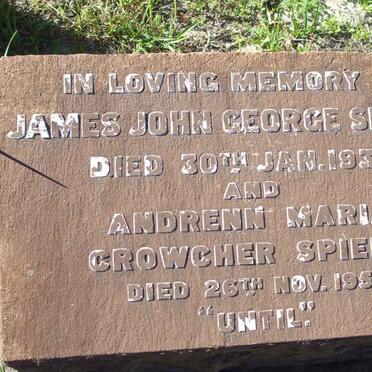 IN LOVING MEMORY
JAMES JOHN GEORGE
DIED 30TH JAN. 195
AND
ANDRENN MARI
CROWCHER SPIE
DIED 26TH NOV. 195
"UNTIL."